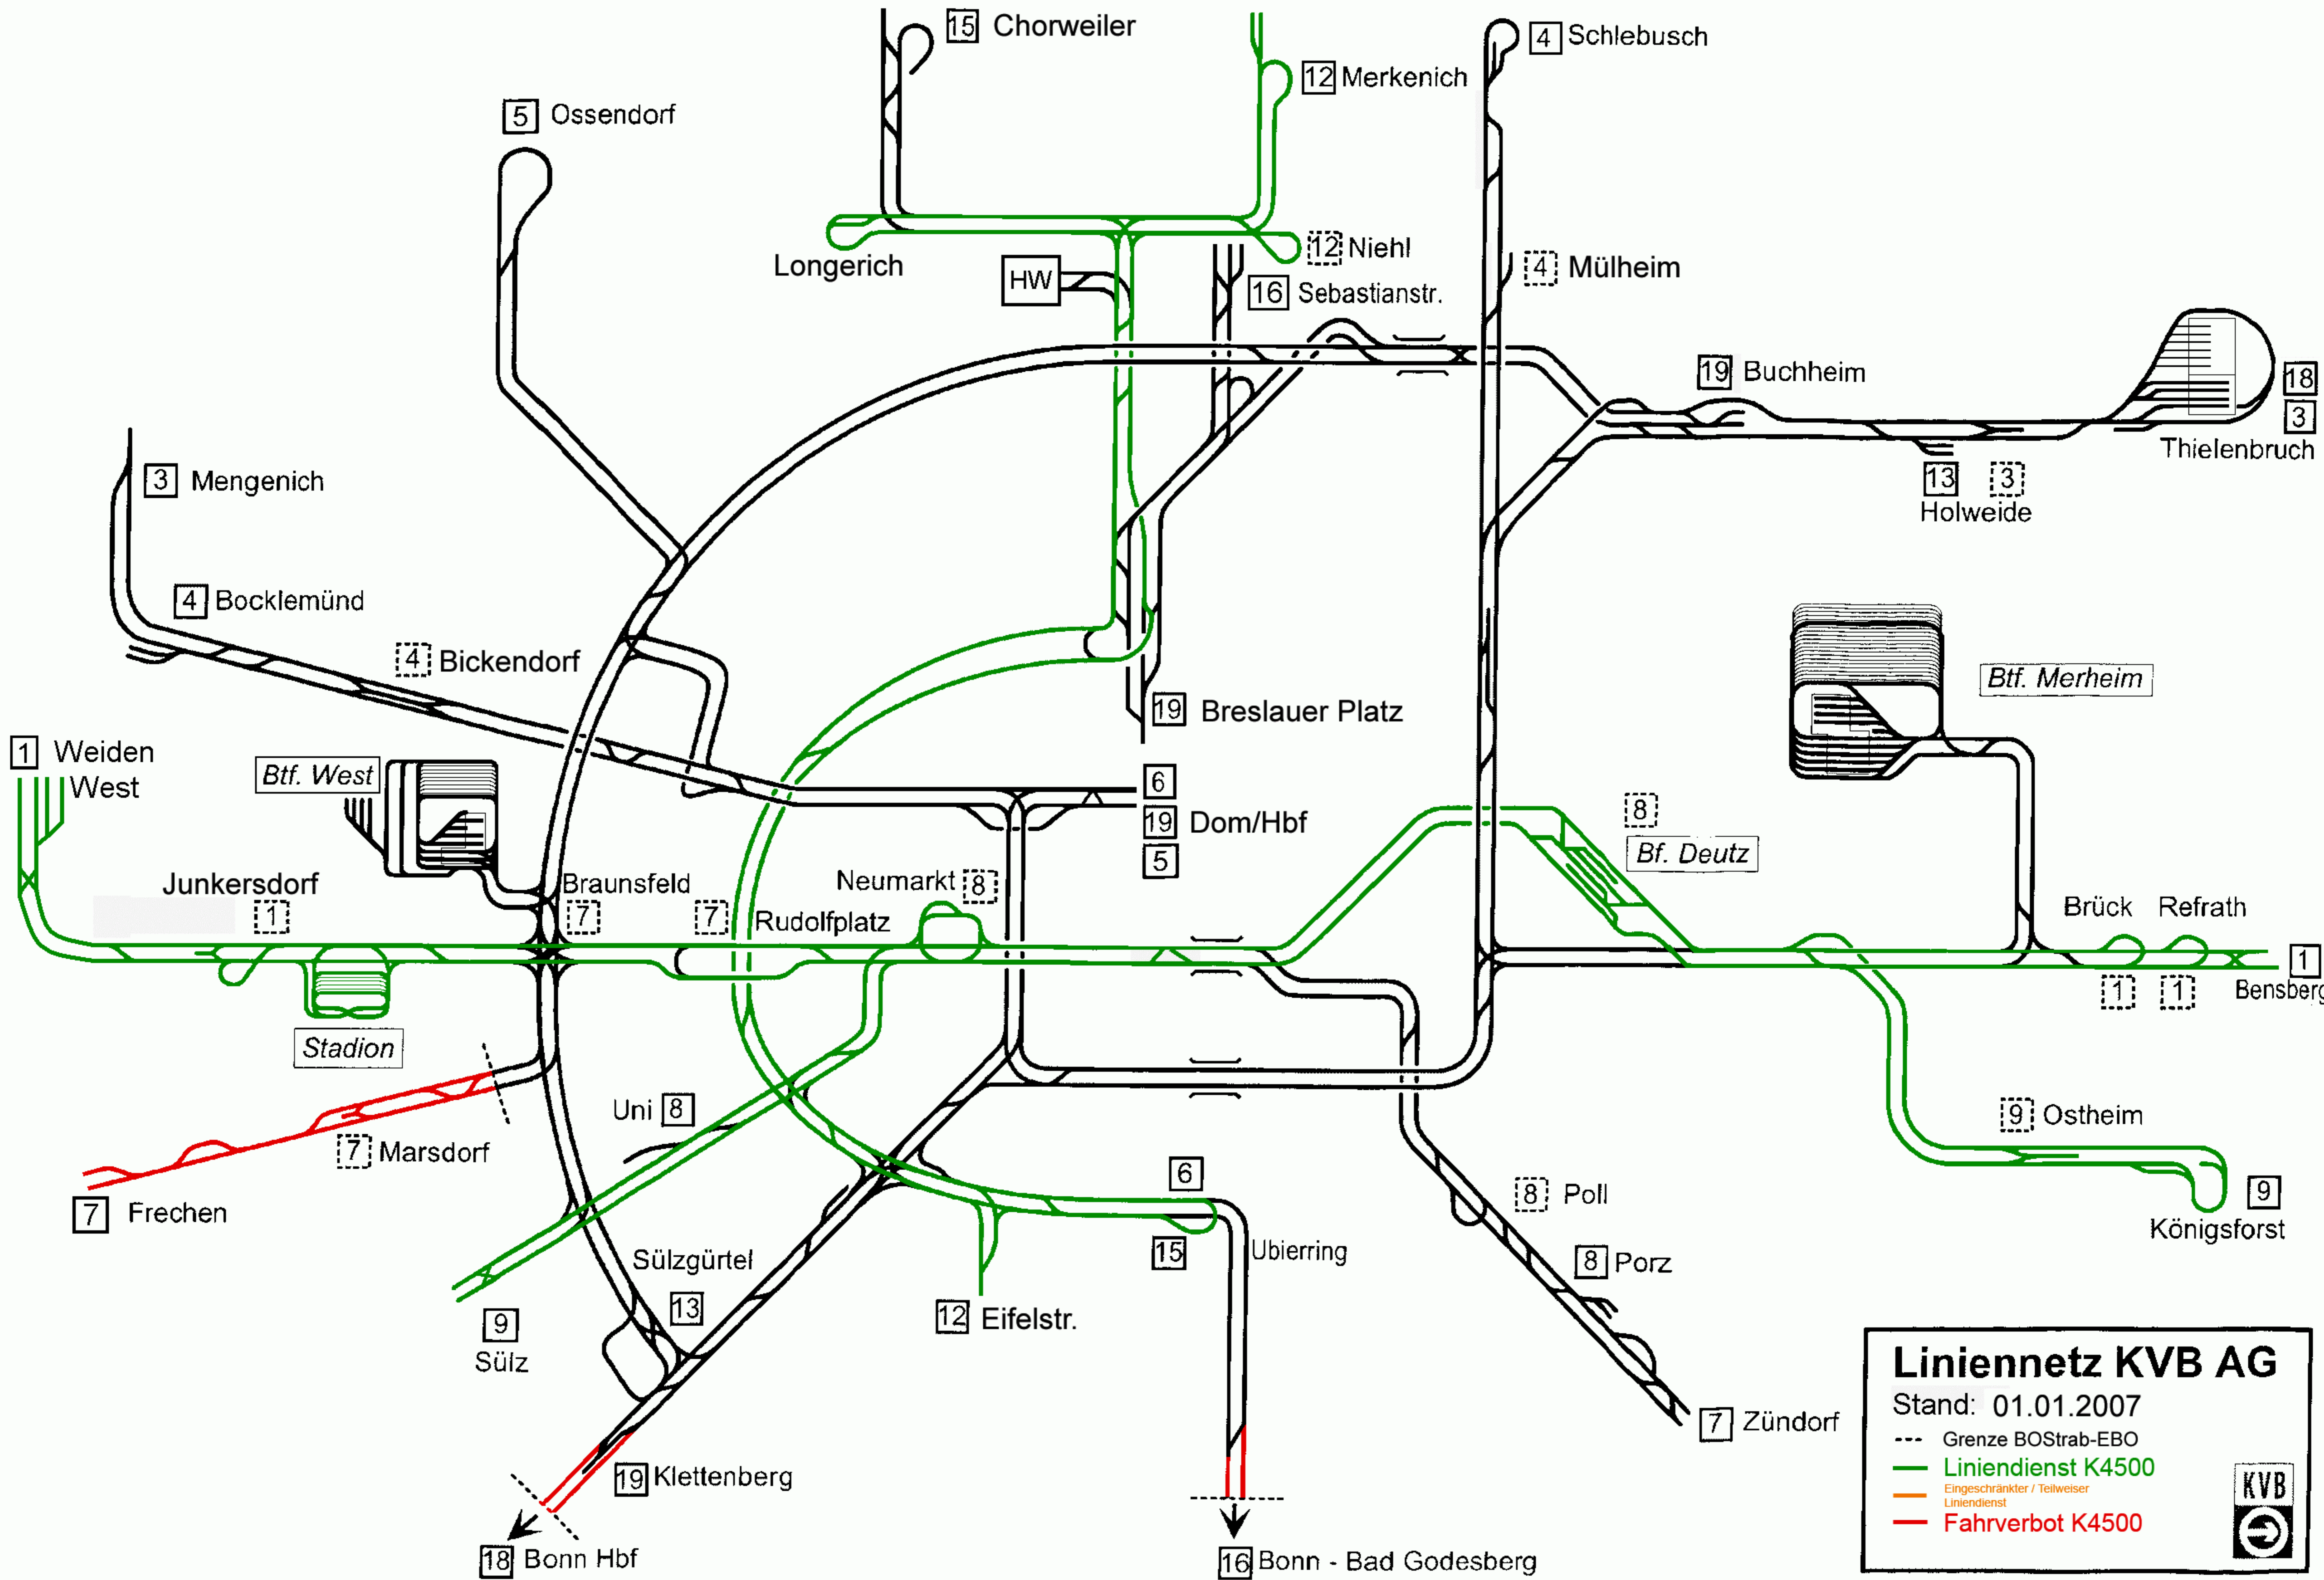 15 Chorweiler
4 Schlebusch
12 Merkenich
5 Ossendorf
12 Niehl
Longerich
HW
4 Mülheim
16 Sebastianstr.
19 Buchheim
18
3
Thielenbruch
3 Mengenich
13 3
Holweide
4 Bocklemünd
4 Bickendorf
Btf. Merheim
19 Breslauer Platz
1 Weiden
West
Btf. West
6
19 Dom/Hbf
5
8
Bf. Deutz
Junkersdorf
1
Braunsfeld
7
7
Rudolfplatz
Neumarkt 8
Brück Refrath
1
1 1
Bensberg
Stadion
Uni 8
9 Ostheim
7 Marsdorf
6
8 Poll
9
Königsforst
7 Frechen
15
Ubierring
Sülzgürtel
13
8 Porz
12 Eifelstr.
9
Sülz
7 Zündorf
19 Klettenberg
18 Bonn Hbf
16 Bonn - Bad Godesberg
Liniennetz KVB AG
Stand: 01.01.2007
Grenze BOStrab-EBO
Liniendienst K4500
Eingeschränkter / Teilweiser
Liniendienst
Fahrverbot K4500
KVB